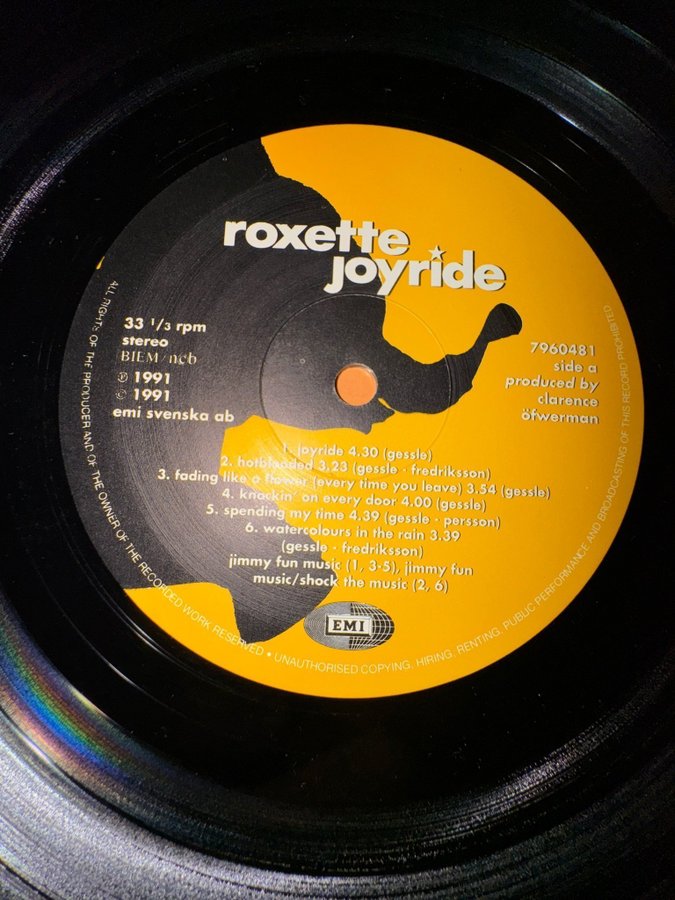 roxette
joyride
33 1/3 rpm
stereo
BIEM/ncb
℗ 1991
© 1991
emi svenska ab
7960481
side a
produced by
clarence
öfwerman
1. joyride 4.30 (gessle)
2. hotblooded 3.23 (gessle · fredriksson)
3. fading like a flower (every time you leave) 3.54 (gessle)
4. knockin' on every door 4.00 (gessle)
5. spending my time 4.39 (gessle · persson)
6. watercolours in the rain 3.39
(gessle · fredriksson)
jimmy fun music (1, 3-5), jimmy fun
music/shock the music (2, 6)
EMI
ALL RIGHTS OF THE PRODUCER AND OF THE OWNER OF THE RECORDED WORK RESERVED • UNAUTHORISED COPYING, HIRING, RENTING, PUBLIC PERFORMANCE AND BROADCASTING OF THIS RECORD PROHIBITED